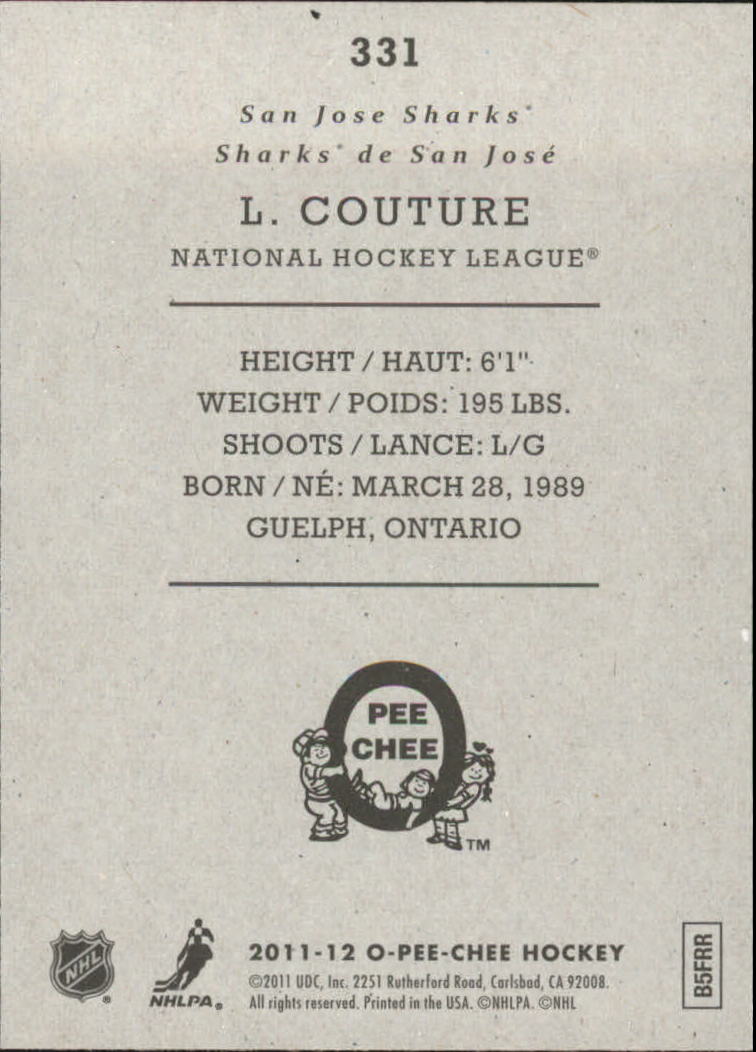 331
San Jose Sharks®
Sharks® de San José
L. COUTURE
NATIONAL HOCKEY LEAGUE®
HEIGHT / HAUT: 6'1"
WEIGHT / POIDS: 195 LBS.
SHOOTS / LANCE: L/G
BORN / NÉ: MARCH 28, 1989
GUELPH, ONTARIO
O
PEE
CHEE
TM
NHL
®
NHLPA®
2011-12 O-PEE-CHEE HOCKEY
©2011 UDC, Inc. 2251 Rutherford Road, Carlsbad, CA 92008.
All rights reserved. Printed in the USA. ©NHLPA. ©NHL
B5FRR